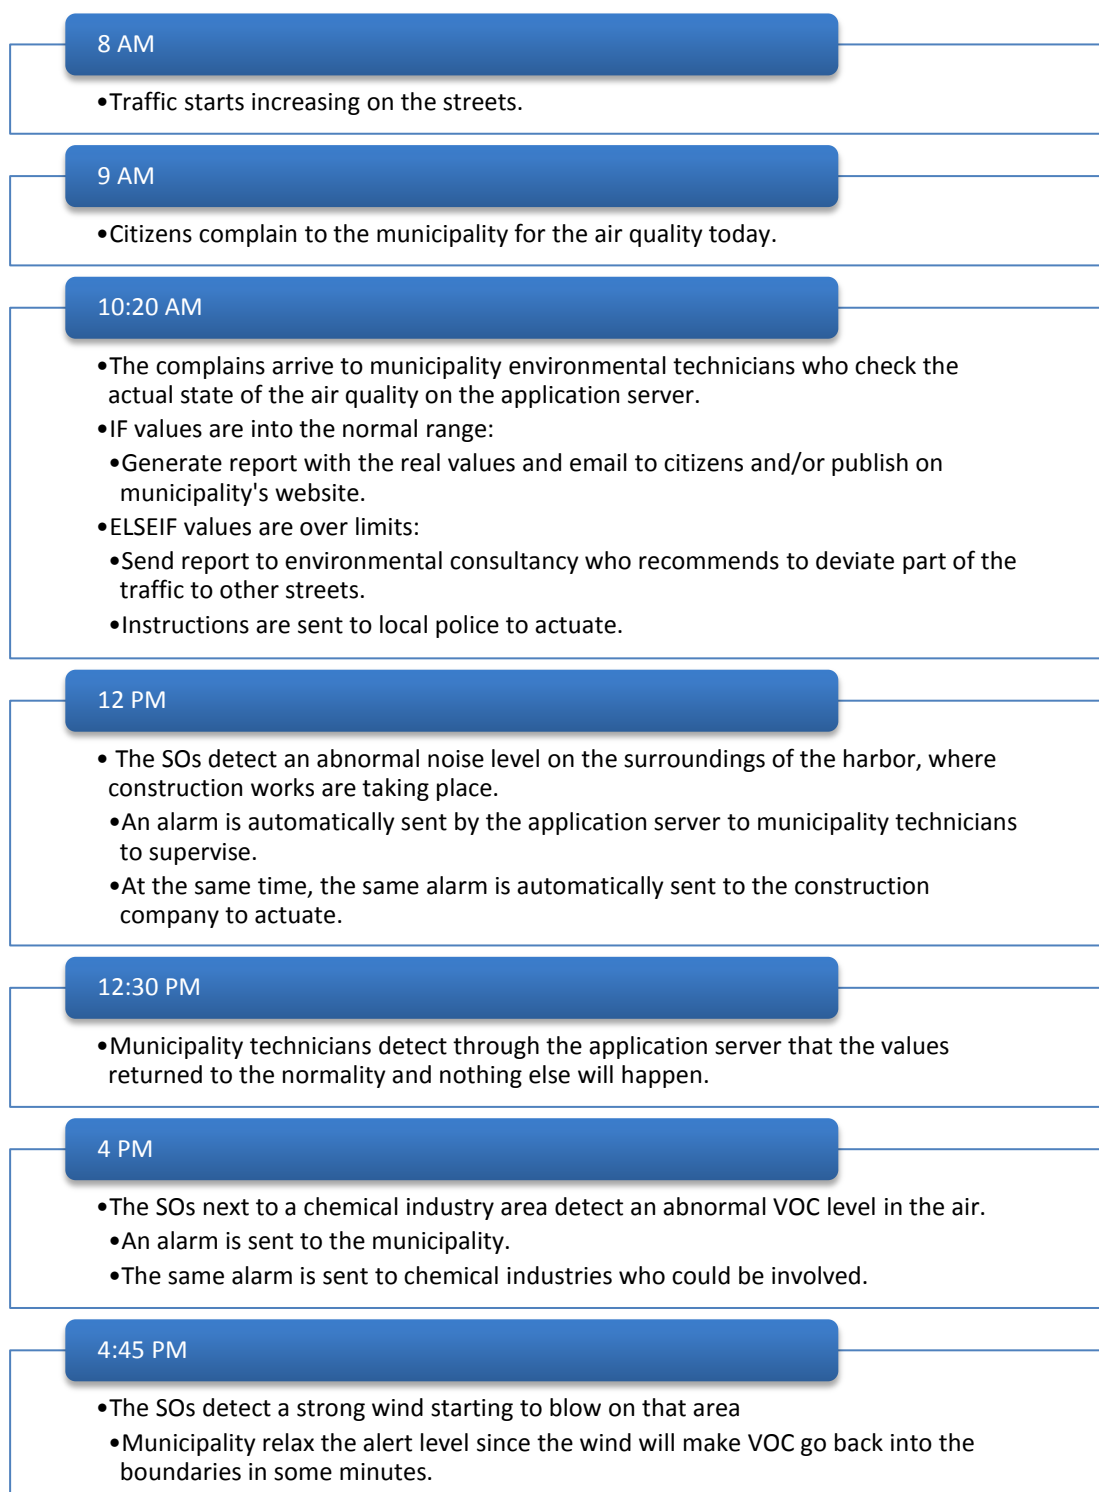 8 AM
•Traffic starts increasing on the streets.
9 AM
•Citizens complain to the municipality for the air quality today.
10:20 AM
•The complains arrive to municipality environmental technicians who check the
actual state of the air quality on the application server.
•IF values are into the normal range:
•Generate report with the real values and email to citizens and/or publish on
municipality's website.
•ELSEIF values are over limits:
•Send report to environmental consultancy who recommends to deviate part of the
traffic to other streets.
•Instructions are sent to local police to actuate.
12 PM
• The SOs detect an abnormal noise level on the surroundings of the harbor, where
construction works are taking place.
•An alarm is automatically sent by the application server to municipality technicians
to supervise.
•At the same time, the same alarm is automatically sent to the construction
company to actuate.
12:30 PM
•Municipality technicians detect through the application server that the values
returned to the normality and nothing else will happen.
4 PM
•The SOs next to a chemical industry area detect an abnormal VOC level in the air.
•An alarm is sent to the municipality.
•The same alarm is sent to chemical industries who could be involved.
4:45 PM
•The SOs detect a strong wind starting to blow on that area
•Municipality relax the alert level since the wind will make VOC go back into the
boundaries in some minutes.